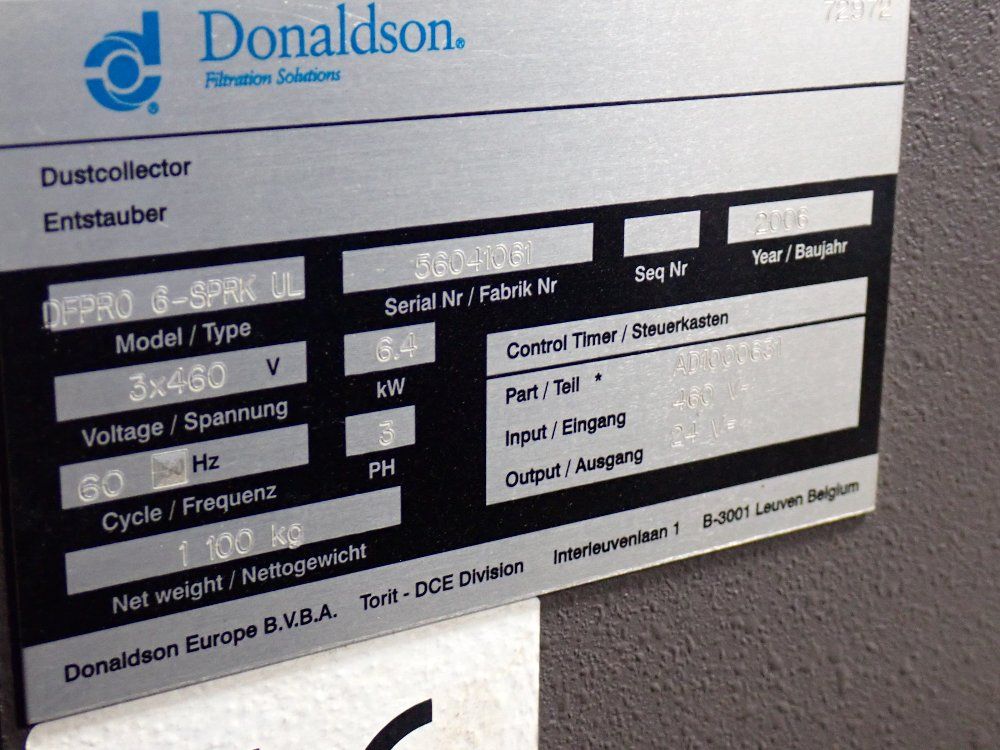 72972
Donaldson®
Filtration Solutions
Dustcollector
Entstauber
DFPRO 6-SPRK UL
Model / Type
56041061
Serial Nr / Fabrik Nr
Seq Nr
2006
Year / Baujahr
3x460 V
Voltage / Spannung
6.4
kW
60 Hz
Cycle / Frequenz
3
PH
1 100 kg
Net weight / Nettogewicht
Control Timer / Steuerkasten
Part / Teil * AD1000631
Input / Eingang 460 V~
Output / Ausgang 24 V=
Donaldson Europe B.V.B.A. Torit - DCE Division Interleuvenlaan 1 B-3001 Leuven Belgium